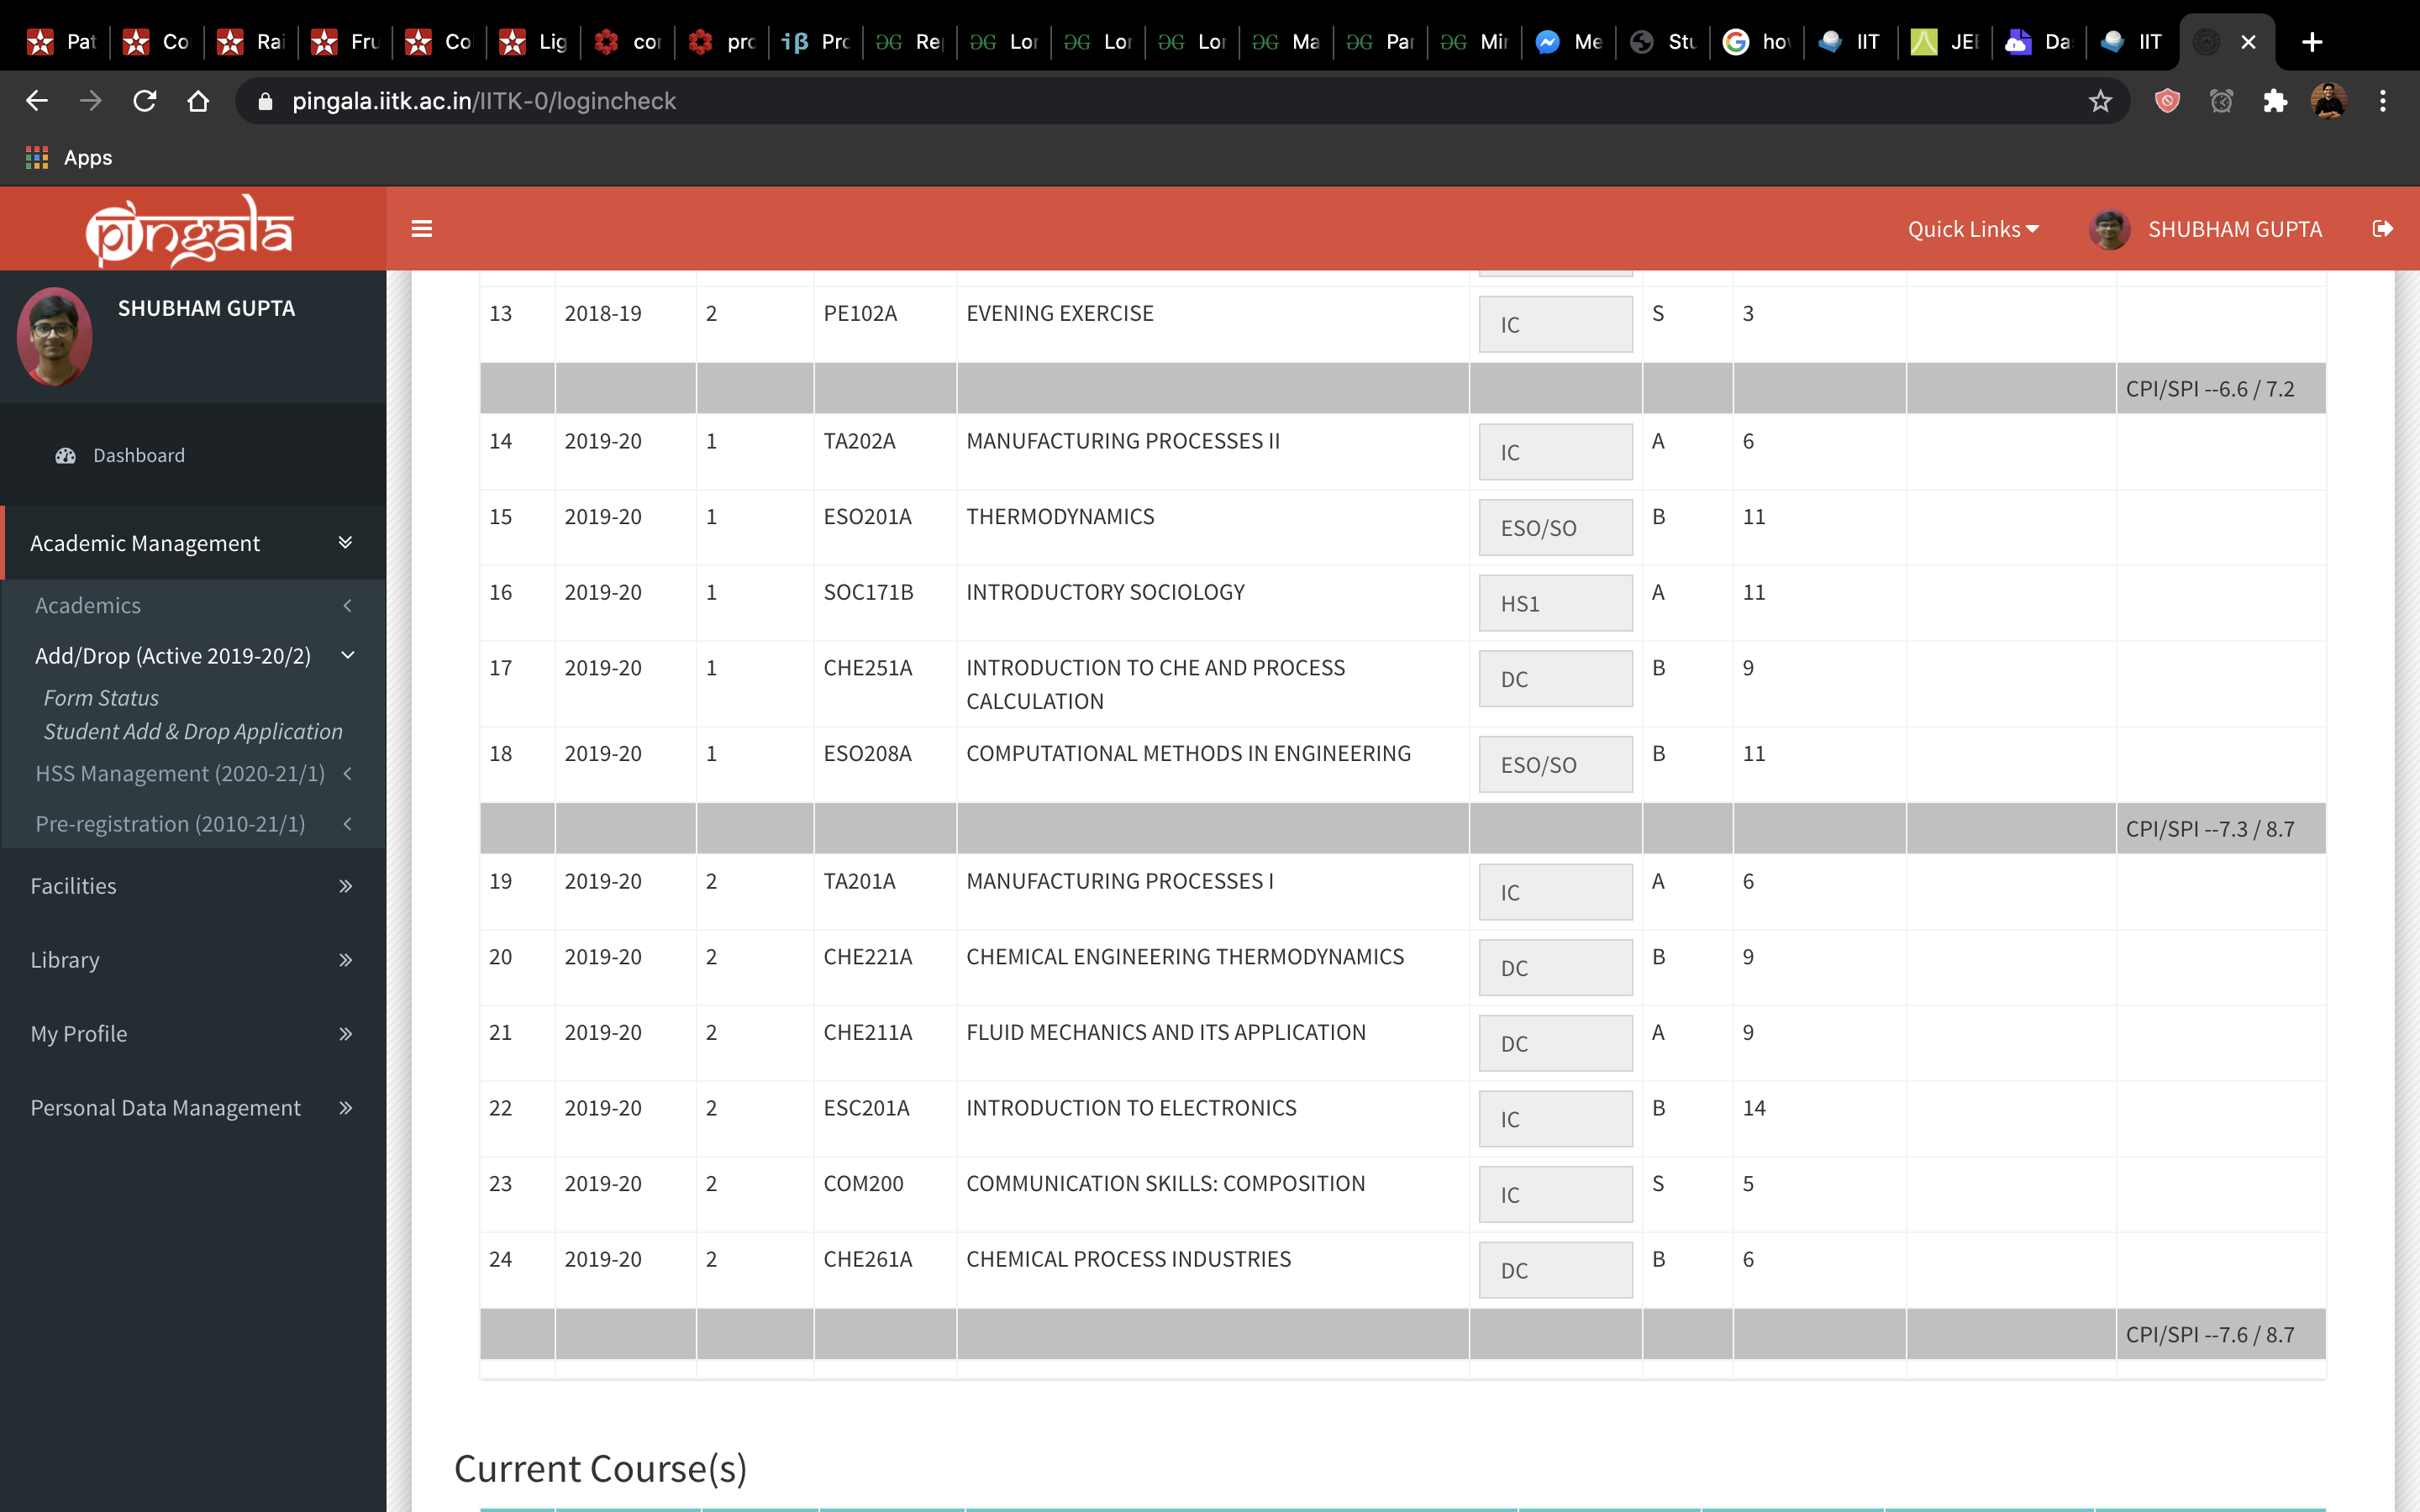 Pat Co Rai Fru Co Lig cor pro iβ Pro Re Lor Lor Lor Ma Par Mir Me Stu hov IIT JEE Da IIT
pingala.iitk.ac.in/IITK-0/logincheck
Apps
pingala
Quick Links
SHUBHAM GUPTA
SHUBHAM GUPTA
Dashboard
Academic Management
Academics
Add/Drop (Active 2019-20/2)
Form Status
Student Add & Drop Application
HSS Management (2020-21/1)
Pre-registration (2010-21/1)
Facilities
Library
My Profile
Personal Data Management
13 2018-19 2 PE102A EVENING EXERCISE IC S 3
CPI/SPI --6.6 / 7.2
14 2019-20 1 TA202A MANUFACTURING PROCESSES II IC A 6
15 2019-20 1 ESO201A THERMODYNAMICS ESO/SO B 11
16 2019-20 1 SOC171B INTRODUCTORY SOCIOLOGY HS1 A 11
17 2019-20 1 CHE251A INTRODUCTION TO CHE AND PROCESS DC B 9
CALCULATION
18 2019-20 1 ESO208A COMPUTATIONAL METHODS IN ENGINEERING ESO/SO B 11
CPI/SPI --7.3 / 8.7
19 2019-20 2 TA201A MANUFACTURING PROCESSES I IC A 6
20 2019-20 2 CHE221A CHEMICAL ENGINEERING THERMODYNAMICS DC B 9
21 2019-20 2 CHE211A FLUID MECHANICS AND ITS APPLICATION DC A 9
22 2019-20 2 ESC201A INTRODUCTION TO ELECTRONICS IC B 14
23 2019-20 2 COM200 COMMUNICATION SKILLS: COMPOSITION IC S 5
24 2019-20 2 CHE261A CHEMICAL PROCESS INDUSTRIES DC B 6
CPI/SPI --7.6 / 8.7
Current Course(s)